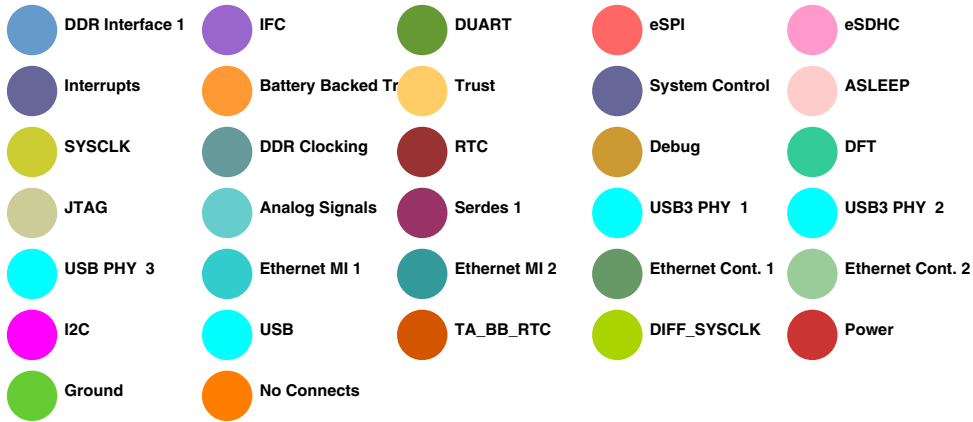 DDR Interface 1 IFC DUART eSPI eSDHC
Interrupts Battery Backed Tr Trust System Control ASLEEP
SYSCLK DDR Clocking RTC Debug DFT
JTAG Analog Signals Serdes 1 USB3 PHY 1 USB3 PHY 2
USB PHY 3 Ethernet MI 1 Ethernet MI 2 Ethernet Cont. 1 Ethernet Cont. 2
I2C USB TA_BB_RTC DIFF_SYSCLK Power
Ground No Connects